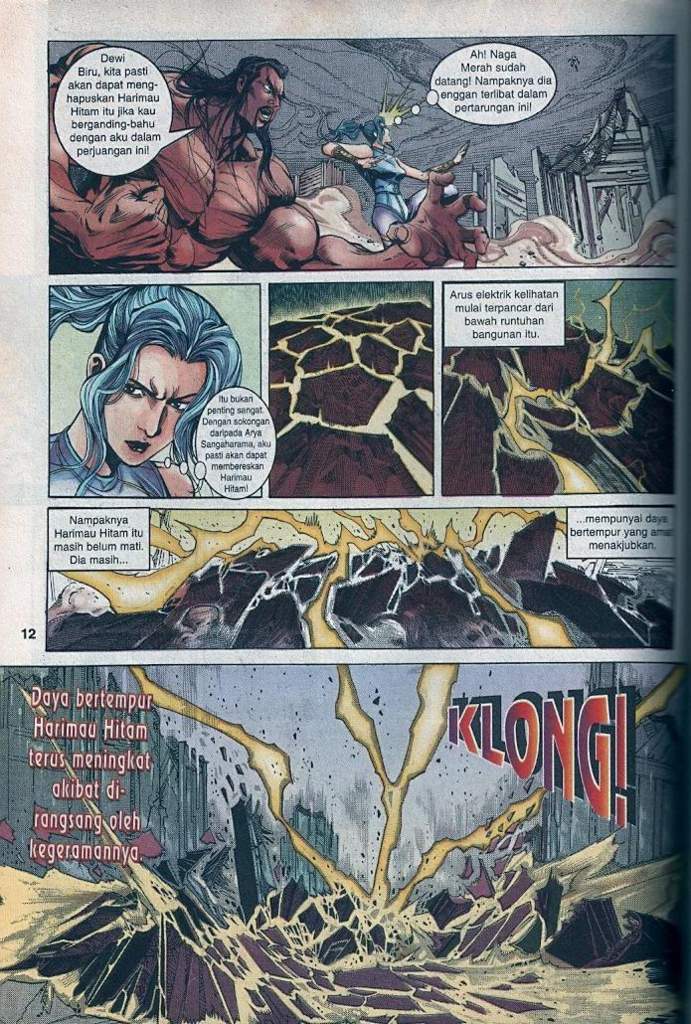 Dewi
Biru, kita pasti
akan dapat meng-
hapuskan Harimau
Hitam itu jika kau
berganding-bahu
dengan aku dalam
perjuangan ini!
Ah! Naga
Merah sudah
datang! Nampaknya dia
enggan terlibat dalam
pertarungan ini!
Itu bukan
penting sangat.
Dengan sokongan
daripada Arya
Sangaharama, aku
pasti akan dapat
membereskan
Harimau
Hitam!
Arus elektrik kelihatan
mulai terpancar dari
bawah runtuhan
bangunan itu.
Nampaknya
Harimau Hitam itu
masih belum mati.
Dia masih...
...mempunyai daya
bertempur yang amat
menakjubkan.
12
Daya bertempur
Harimau Hitam
terus meningkat
akibat di-
rangsang oleh
kegeramannya.
KLONG!